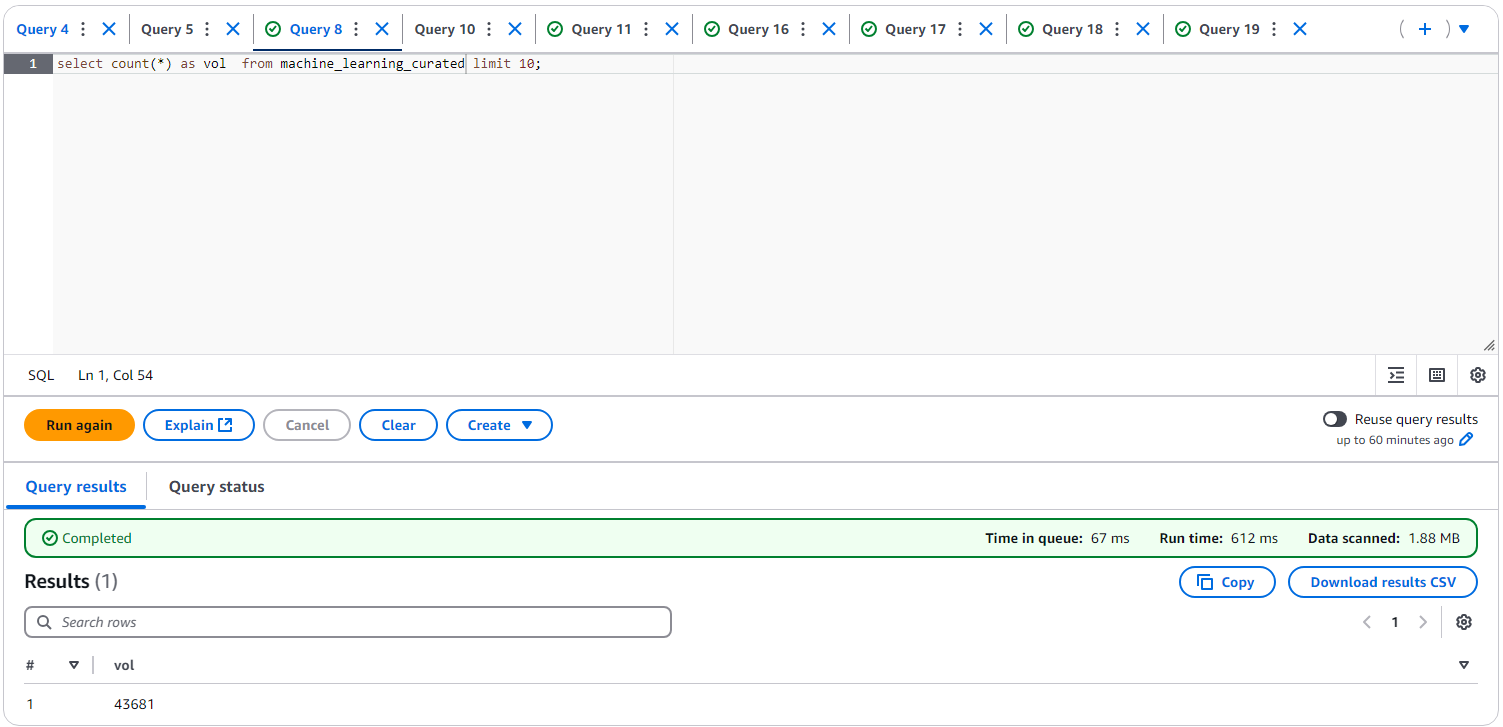 Query 4 Query 5 Query 8 Query 10 Query 11 Query 16 Query 17 Query 18 Query 19
1 select count(*) as vol  from machine_learning_curated limit 10;
SQL Ln 1, Col 54
Run again Explain Cancel Clear Create Reuse query results
up to 60 minutes ago
Query results Query status
Completed Time in queue: 67 ms Run time: 612 ms Data scanned: 1.88 MB
Results (1) Copy Download results CSV
Search rows 1
# vol
1 43681